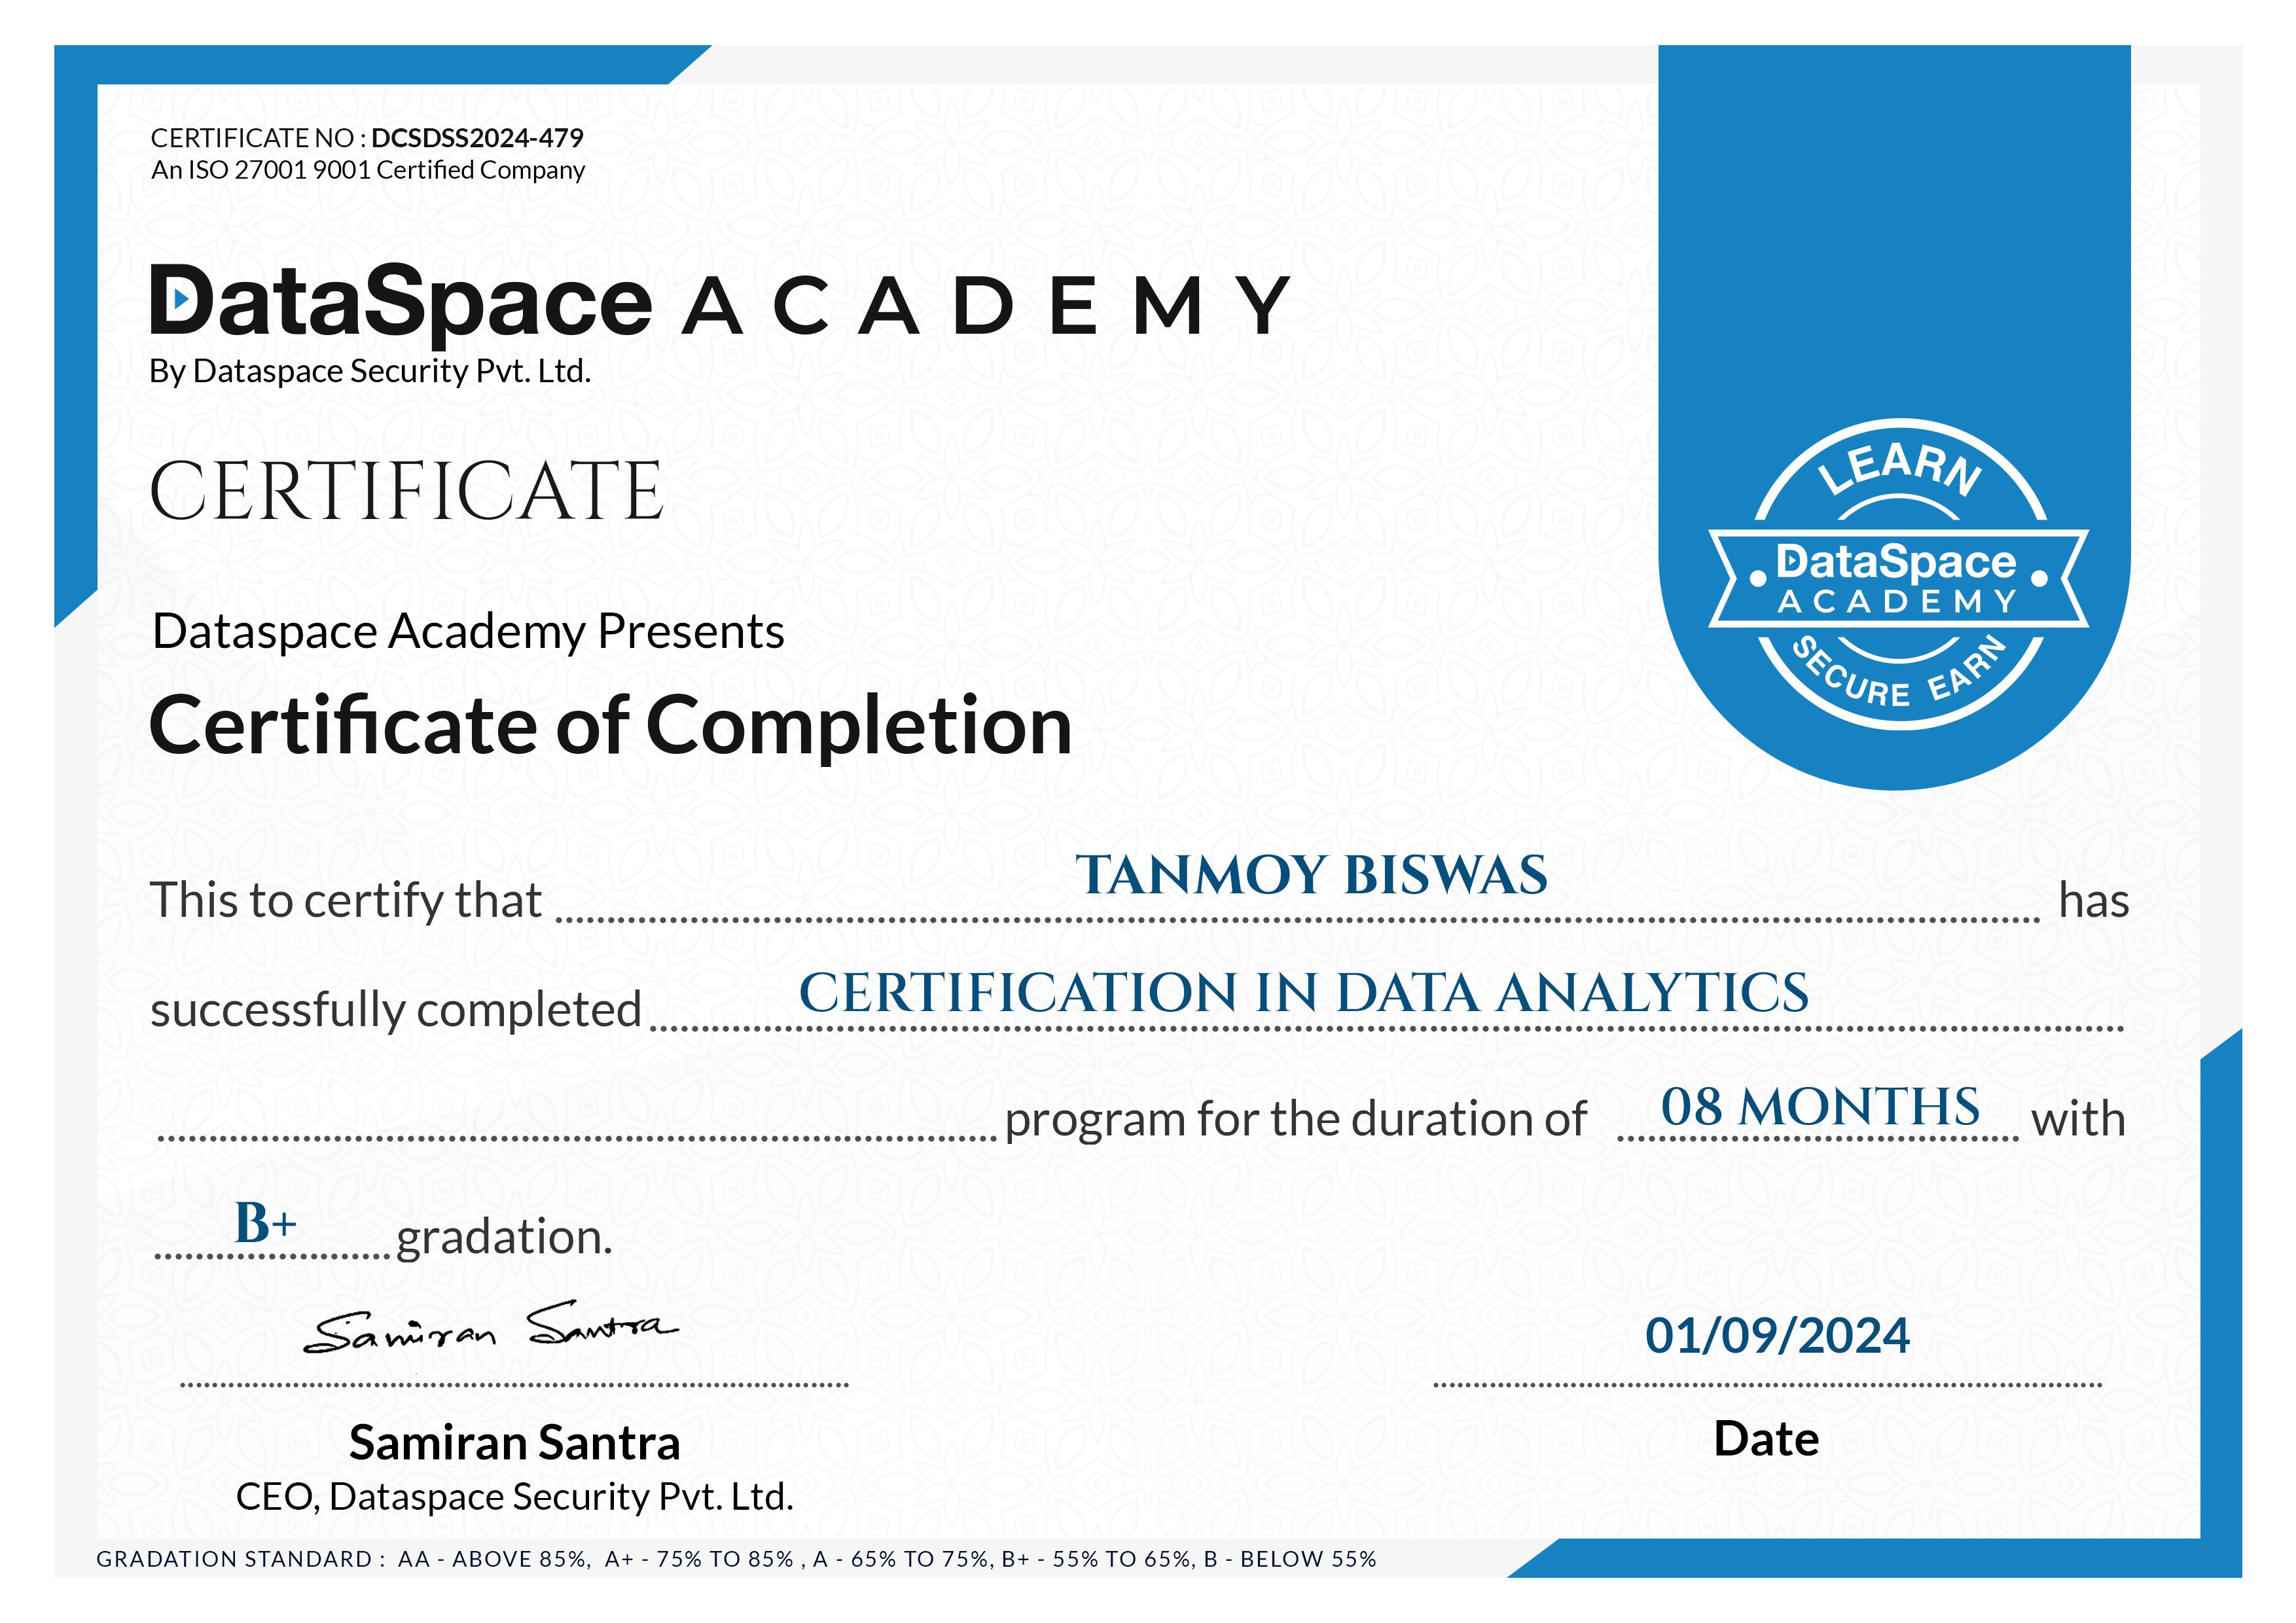 CERTIFICATE NO : DCSDSS2024-479
An ISO 27001 9001 Certified Company
DataSpace ACADEMY
By Dataspace Security Pvt. Ltd.
CERTIFICATE
Dataspace Academy Presents
Certificate of Completion
LEARN
DataSpace
ACADEMY
SECURE EARN
This to certify that TANMOY BISWAS has
successfully completed CERTIFICATION IN DATA ANALYTICS
program for the duration of 08 MONTHS with
B+ gradation.
Samiran Santra
01/09/2024
Samiran Santra
Date
CEO, Dataspace Security Pvt. Ltd.
GRADATION STANDARD : AA - ABOVE 85%, A+ - 75% TO 85% , A - 65% TO 75%, B+ - 55% TO 65%, B - BELOW 55%